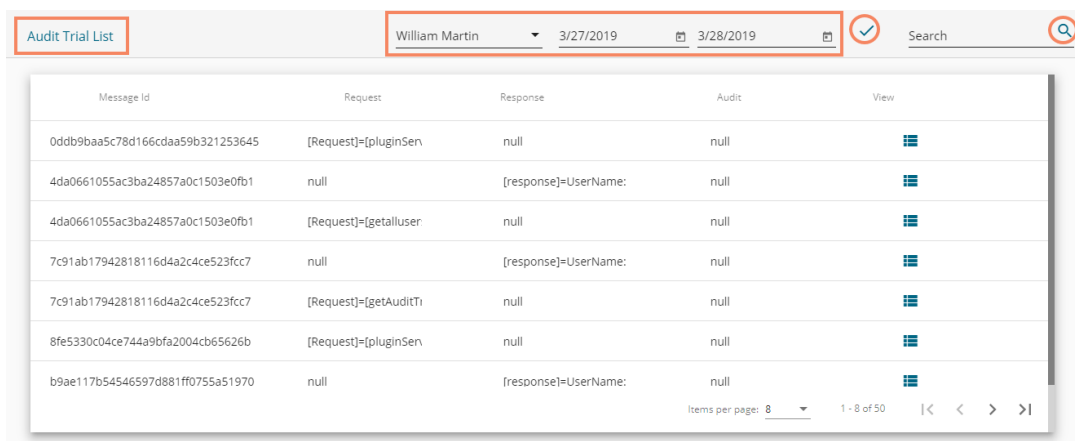 Audit Trial List William Martin 3/27/2019 3/28/2019 Search
Message Id Request Response Audit View
0ddb9baa5c78d166cdaa59b321253645 [Request]=[pluginSer\ null null
4da0661055ac3ba24857a0c1503e0fb1 null [response]=UserName: null
4da0661055ac3ba24857a0c1503e0fb1 [Request]=[getalluser: null null
7c91ab17942818116d4a2c4ce523fcc7 null [response]=UserName: null
7c91ab17942818116d4a2c4ce523fcc7 [Request]=[getAuditTr null null
8fe5330c04ce744a9bfa2004cb65626b [Request]=[pluginSer\ null null
b9ae117b54546597d881ff0755a51970 null [response]=UserName: null
Items per page: 8 1 - 8 of 50